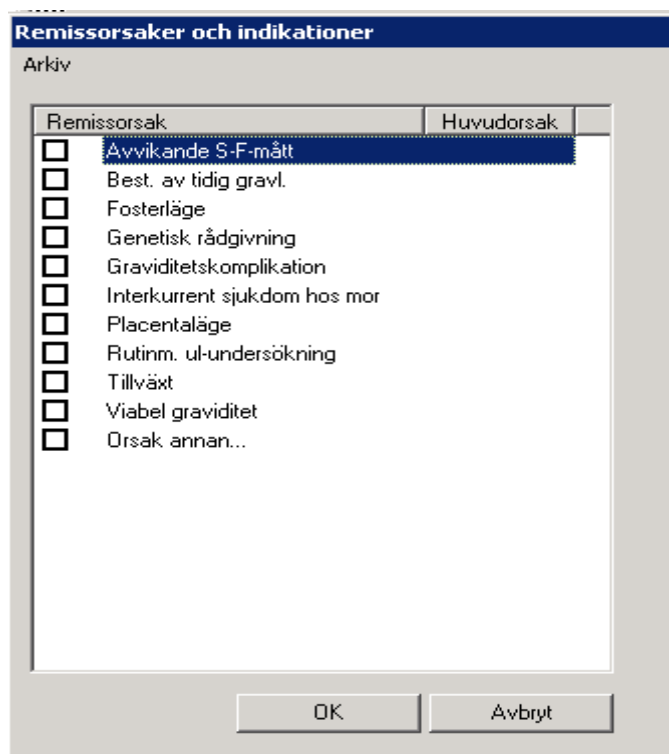 Remissorsaker och indikationer
Arkiv
Remissorsak Huvudorsak
Avvikande S-F-mått
Best. av tidig gravl.
Fosterläge
Genetisk rådgivning
Graviditetskomplikation
Interkurrent sjukdom hos mor
Placentaläge
Rutinm. ul-undersökning
Tillväxt
Viabel graviditet
Orsak annan...
OK Avbryt